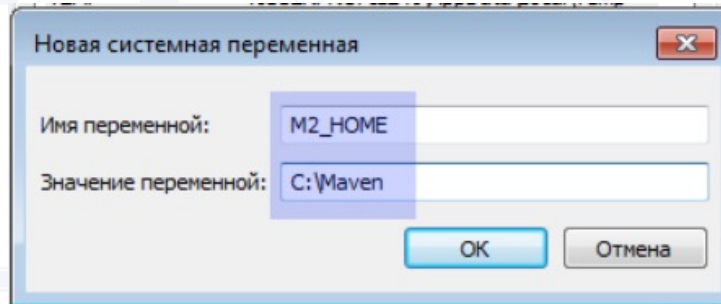 Новая системная переменная
Имя переменной: M2_HOME
Значение переменной: C:\Maven
OK
Отмена